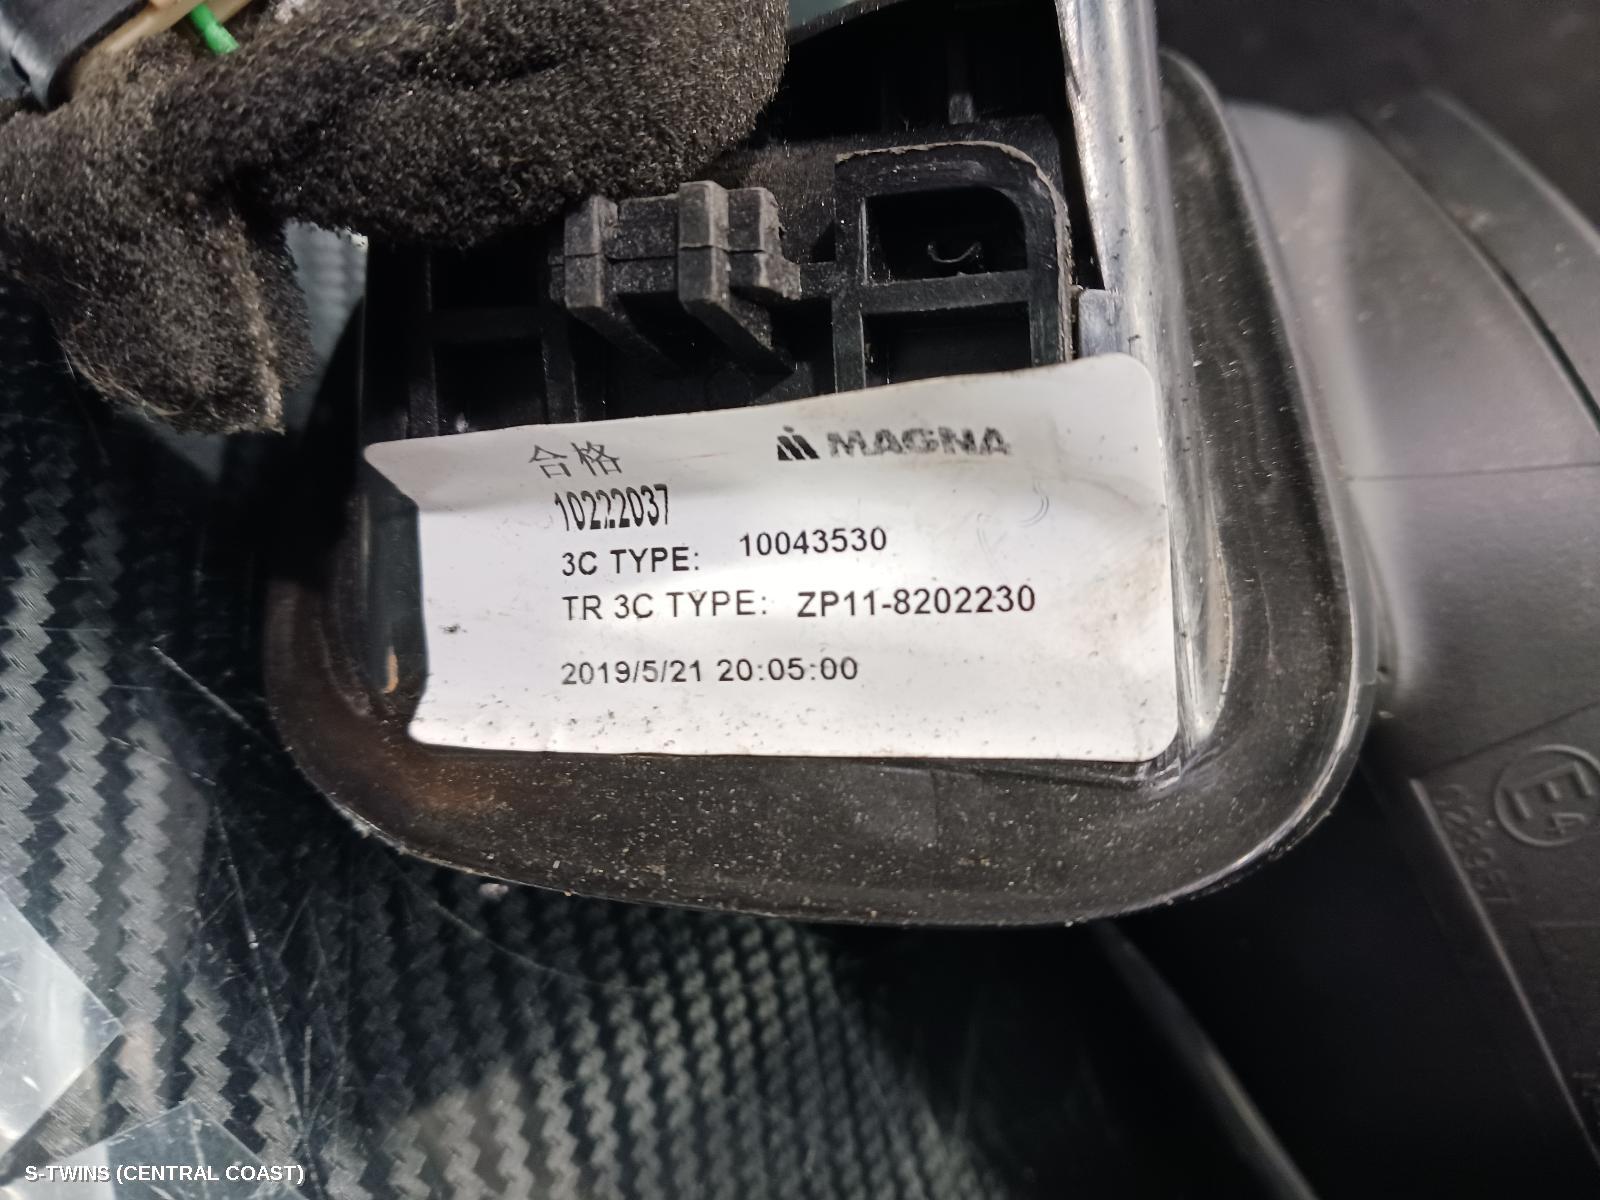 合格
MAGNA
10222037
3C TYPE: 10043530
TR 3C TYPE: ZP11-8202230
2019/5/21 20:05:00
E4
S-TWINS (CENTRAL COAST)